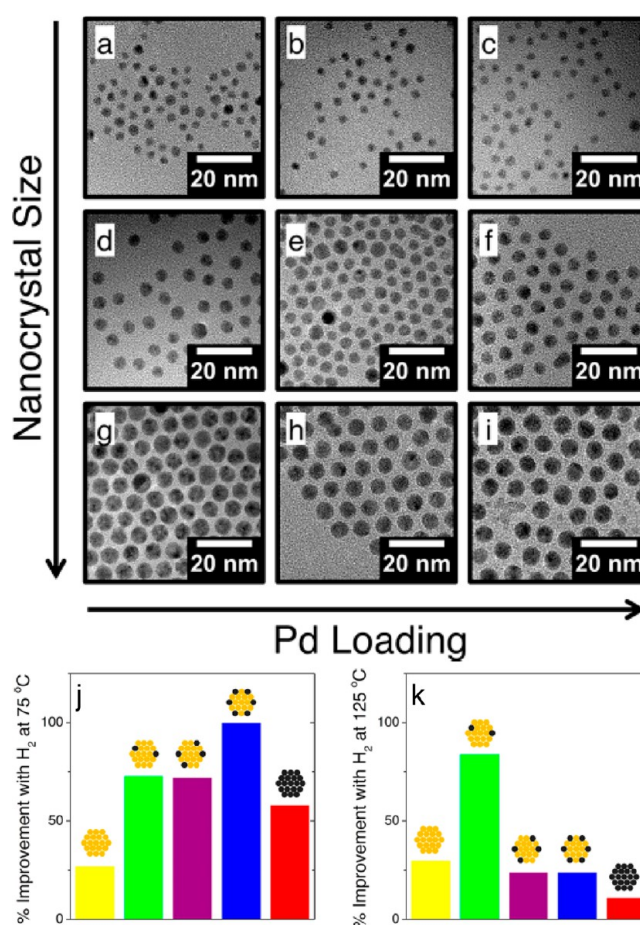 a
b
c
20 nm
20 nm
20 nm
d
e
f
20 nm
20 nm
20 nm
g
h
i
20 nm
20 nm
20 nm
Nanocrystal Size
Pd Loading
j
% Improvement with H2 at 75 °C
100
50
0
k
% Improvement with H2 at 125 °C
100
50
0